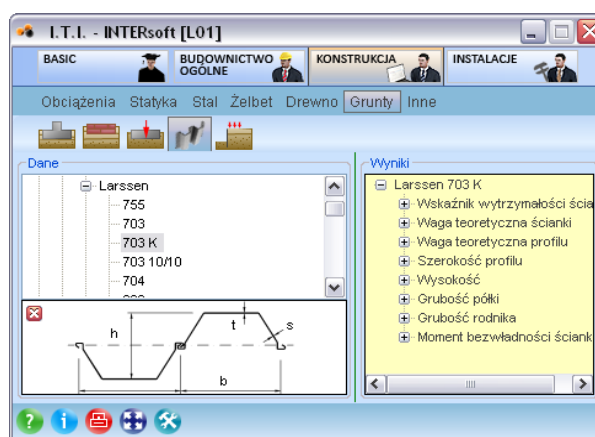 I.T.I. - INTERsoft [L01]
BASIC
BUDOWNICTWO
OGÓLNE
KONSTRUKCJA
INSTALACJE
Obciążenia Statyka Stal Żelbet Drewno Grunty Inne
Dane
Larssen
755
703
703 K
703 10/10
704
h
t
s
b
Wyniki
Larssen 703 K
Wskaźnik wytrzymałości ścia
Waga teoretyczna ścianki
Waga teoretyczna profilu
Szerokość profilu
Wysokość
Grubość półki
Grubość rodnika
Moment bezwładności ściank